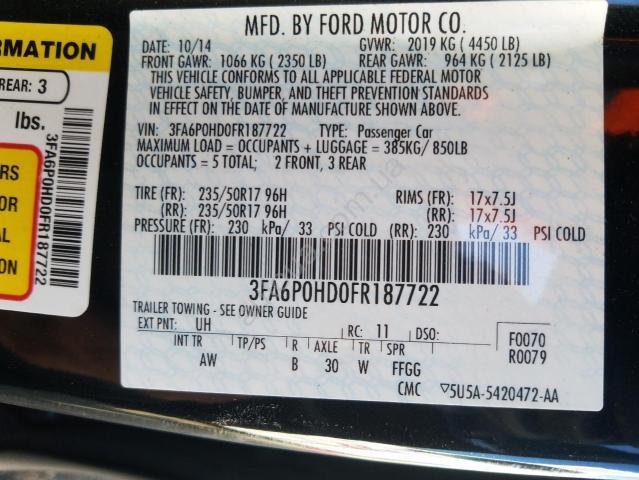 MFD. BY FORD MOTOR CO.
DATE: 10/14 GVWR: 2019 KG ( 4450 LB)
FRONT GAWR: 1066 KG ( 2350 LB) REAR GAWR: 964 KG ( 2125 LB)
THIS VEHICLE CONFORMS TO ALL APPLICABLE FEDERAL MOTOR
VEHICLE SAFETY, BUMPER, AND THEFT PREVENTION STANDARDS
IN EFFECT ON THE DATE OF MANUFACTURE SHOWN ABOVE.
VIN: 3FA6P0HD0FR187722 TYPE: Passenger Car
MAXIMUM LOAD = OCCUPANTS + LUGGAGE = 385KG/ 850LB
OCCUPANTS = 5 TOTAL; 2 FRONT, 3 REAR
TIRE (FR): 235/50R17 96H RIMS (FR): 17x7.5J
(RR): 235/50R17 96H (RR): 17x7.5J
PRESSURE (FR): 230 kPa/ 33 PSI COLD (RR): 230 kPa/ 33 PSI COLD
3FA6P0HD0FR187722
TRAILER TOWING - SEE OWNER GUIDE
EXT PNT: UH RC: 11 DSO:
F0070
R0079
INT TR TP/PS R AXLE TR SPR
AW B 30 W FFGG
CMC ▽5U5A-5420472-AA
RMATION
REAR: 3
lbs.
3FA6P0HD0FR187722
RS
OR
AL
ON